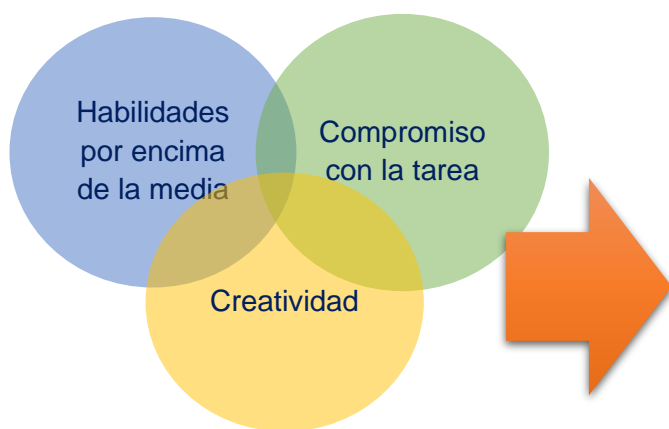 Habilidades
por encima
de la media
Compromiso
con la tarea
Creatividad